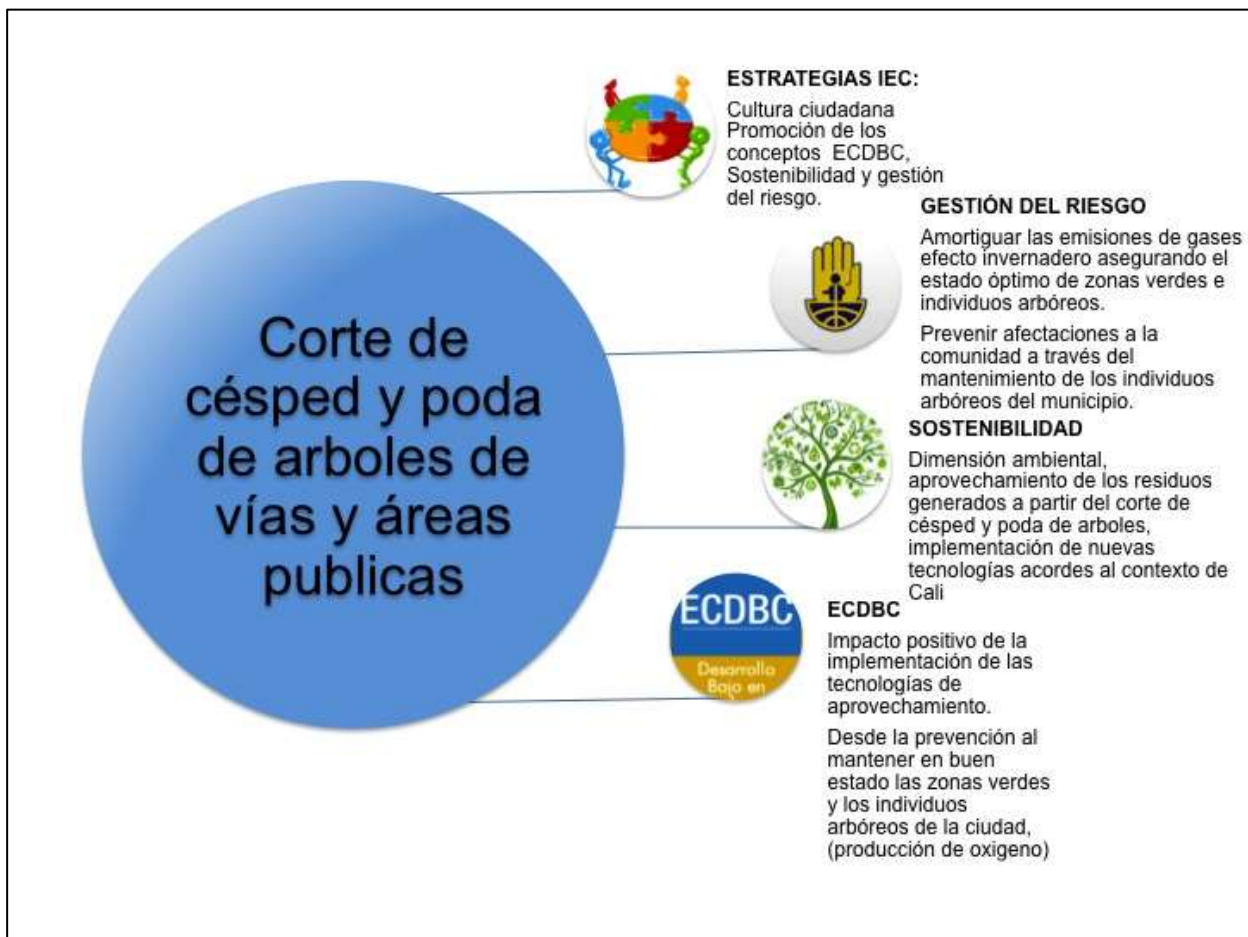 Corte de
césped y poda
de arboles de
vías y áreas
publicas
ESTRATEGIAS IEC:
Cultura ciudadana
Promoción de los
conceptos ECDBC,
Sostenibilidad y gestión
del riesgo.
GESTIÓN DEL RIESGO
Amortiguar las emisiones de gases
efecto invernadero asegurando el
estado óptimo de zonas verdes e
individuos arbóreos.
Prevenir afectaciones a la
comunidad a través del
mantenimiento de los individuos
arbóreos del municipio.
SOSTENIBILIDAD
Dimensión ambiental,
aprovechamiento de los residuos
generados a partir del corte de
césped y poda de arboles,
implementación de nuevas
tecnologías acordes al contexto de
Cali
ECDBC
Desarrollo
Bajo en
ECDBC
Impacto positivo de la
implementación de las
tecnologías de
aprovechamiento.
Desde la prevención al
mantener en buen
estado las zonas verdes
y los individuos
arbóreos de la ciudad,
(producción de oxigeno)